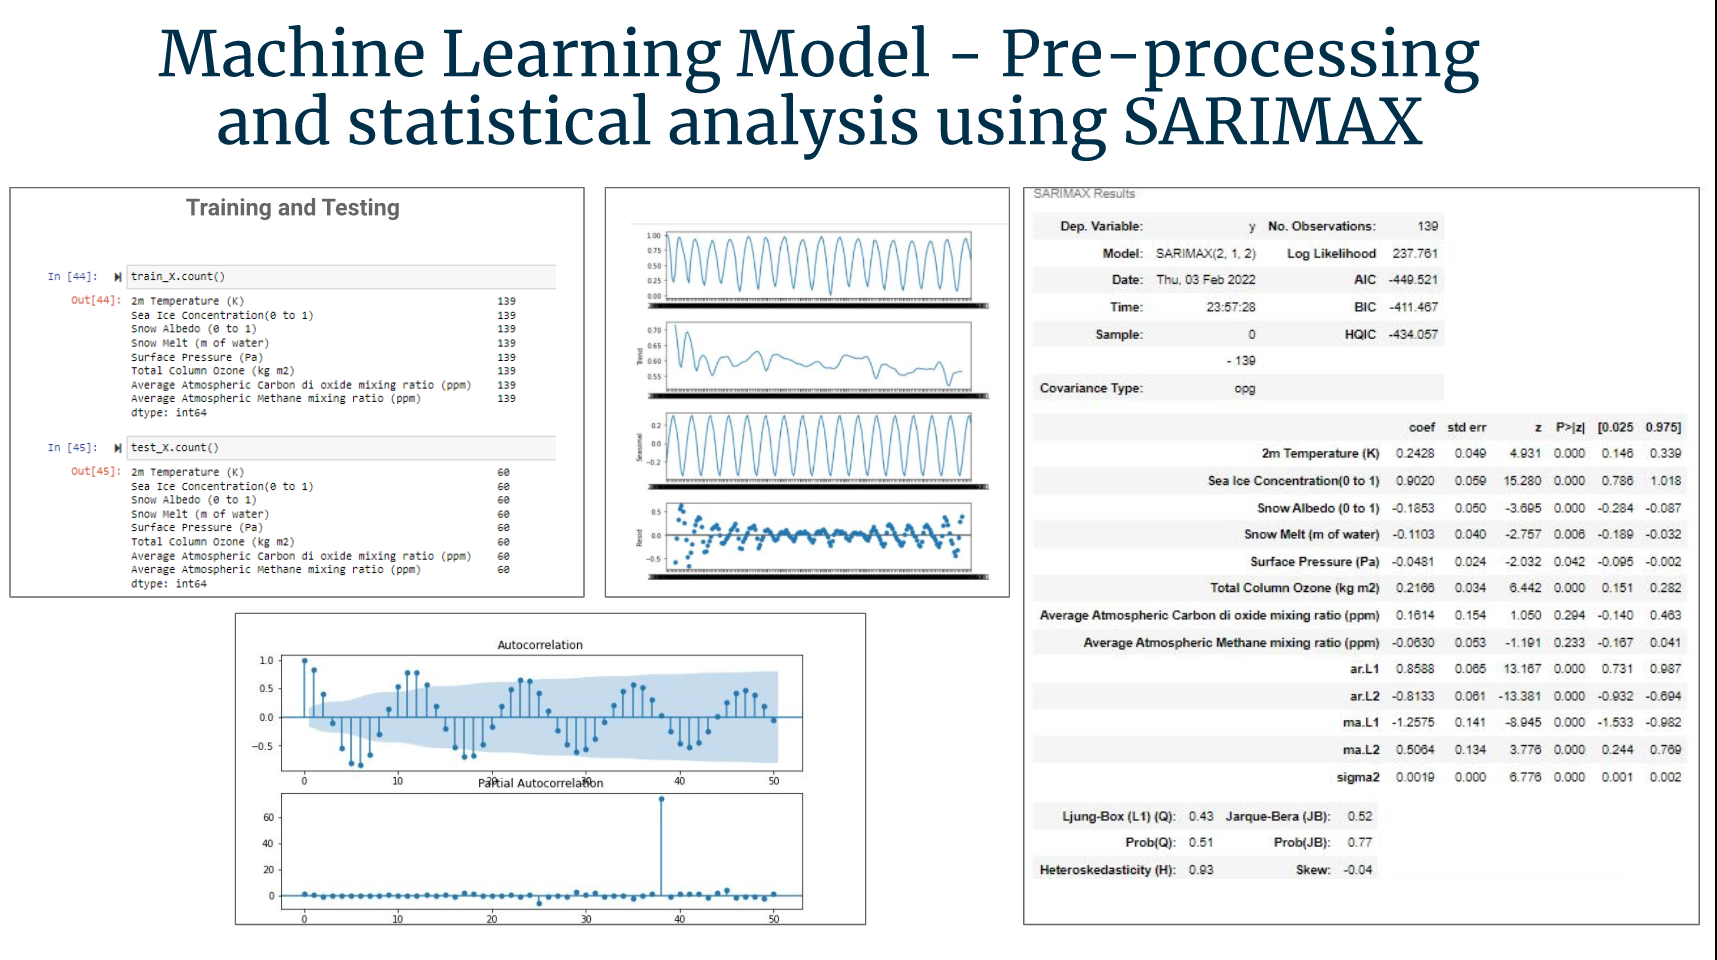 Machine Learning Model - Pre-processing
and statistical analysis using SARIMAX
Training and Testing
In [44]: train_X.count()
Out[44]: 2m Temperature (K) 139
Sea Ice Concentration(0 to 1) 139
Snow Albedo (0 to 1) 139
Snow Melt (m of water) 139
Surface Pressure (Pa) 139
Total Column Ozone (kg m2) 139
Average Atmospheric Carbon di oxide mixing ratio (ppm) 139
Average Atmospheric Methane mixing ratio (ppm) 139
dtype: int64
In [45]: test_X.count()
Out[45]: 2m Temperature (K) 60
Sea Ice Concentration(0 to 1) 60
Snow Albedo (0 to 1) 60
Snow Melt (m of water) 60
Surface Pressure (Pa) 60
Total Column Ozone (kg m2) 60
Average Atmospheric Carbon di oxide mixing ratio (ppm) 60
Average Atmospheric Methane mixing ratio (ppm) 60
dtype: int64
1.00
0.75
0.50
0.25
0.00
Trend
0.70
0.65
0.60
0.55
Seasonal
0.2
0.0
−0.2
Resid
0.5
0.0
−0.5
SARIMAX Results
Dep. Variable: y No. Observations: 139
Model: SARIMAX(2, 1, 2) Log Likelihood 237.761
Date: Thu, 03 Feb 2022 AIC -449.521
Time: 23:57:28 BIC -411.467
Sample: 0 HQIC -434.057
- 139
Covariance Type: opg
coef std err z P>|z| [0.025 0.975]
2m Temperature (K) 0.2428 0.049 4.931 0.000 0.146 0.339
Sea Ice Concentration(0 to 1) 0.9020 0.059 15.280 0.000 0.786 1.018
Snow Albedo (0 to 1) -0.1853 0.050 -3.695 0.000 -0.284 -0.087
Snow Melt (m of water) -0.1103 0.040 -2.757 0.006 -0.189 -0.032
Surface Pressure (Pa) -0.0481 0.024 -2.032 0.042 -0.095 -0.002
Total Column Ozone (kg m2) 0.2166 0.034 6.442 0.000 0.151 0.282
Average Atmospheric Carbon di oxide mixing ratio (ppm) 0.1614 0.154 1.050 0.294 -0.140 0.463
Average Atmospheric Methane mixing ratio (ppm) -0.0630 0.053 -1.191 0.233 -0.167 0.041
ar.L1 0.8588 0.065 13.167 0.000 0.731 0.987
ar.L2 -0.8133 0.061 -13.381 0.000 -0.932 -0.694
ma.L1 -1.2575 0.141 -8.945 0.000 -1.533 -0.982
ma.L2 0.5064 0.134 3.776 0.000 0.244 0.769
sigma2 0.0019 0.000 6.776 0.000 0.001 0.002
Ljung-Box (L1) (Q): 0.43 Jarque-Bera (JB): 0.52
Prob(Q): 0.51 Prob(JB): 0.77
Heteroskedasticity (H): 0.93 Skew: -0.04
Autocorrelation
1.0
0.5
0.0
−0.5
0 10 20 30 40 50
Partial Autocorrelation
60
40
20
0
0 10 20 30 40 50